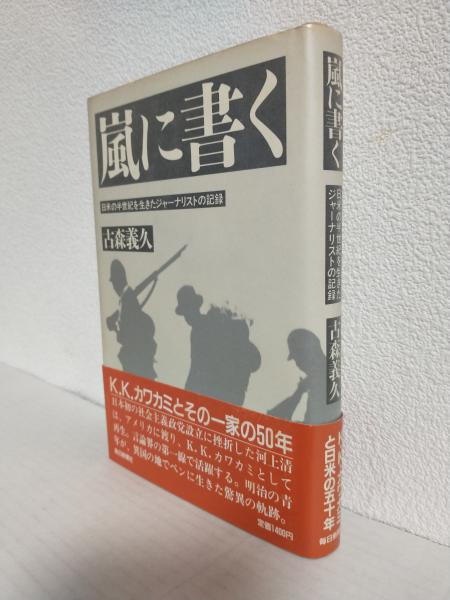 嵐に書く
日米の半世紀を生きたジャーナリストの記録
古森義久
K.K.カワカミとその一家の50年
日本初の社会主義政党設立に挫折した河上清
は、アメリカに渡り、K.K.カワカミとして
再生。言論界の第一線で活躍する。明治の青
年が、異国の地でペンに生きた驚異の軌跡。
毎日新聞社
定価1400円
嵐に書く
日米の半世紀を生きた
ジャーナリストの記録
古森義久
と日米の五十年
毎日新